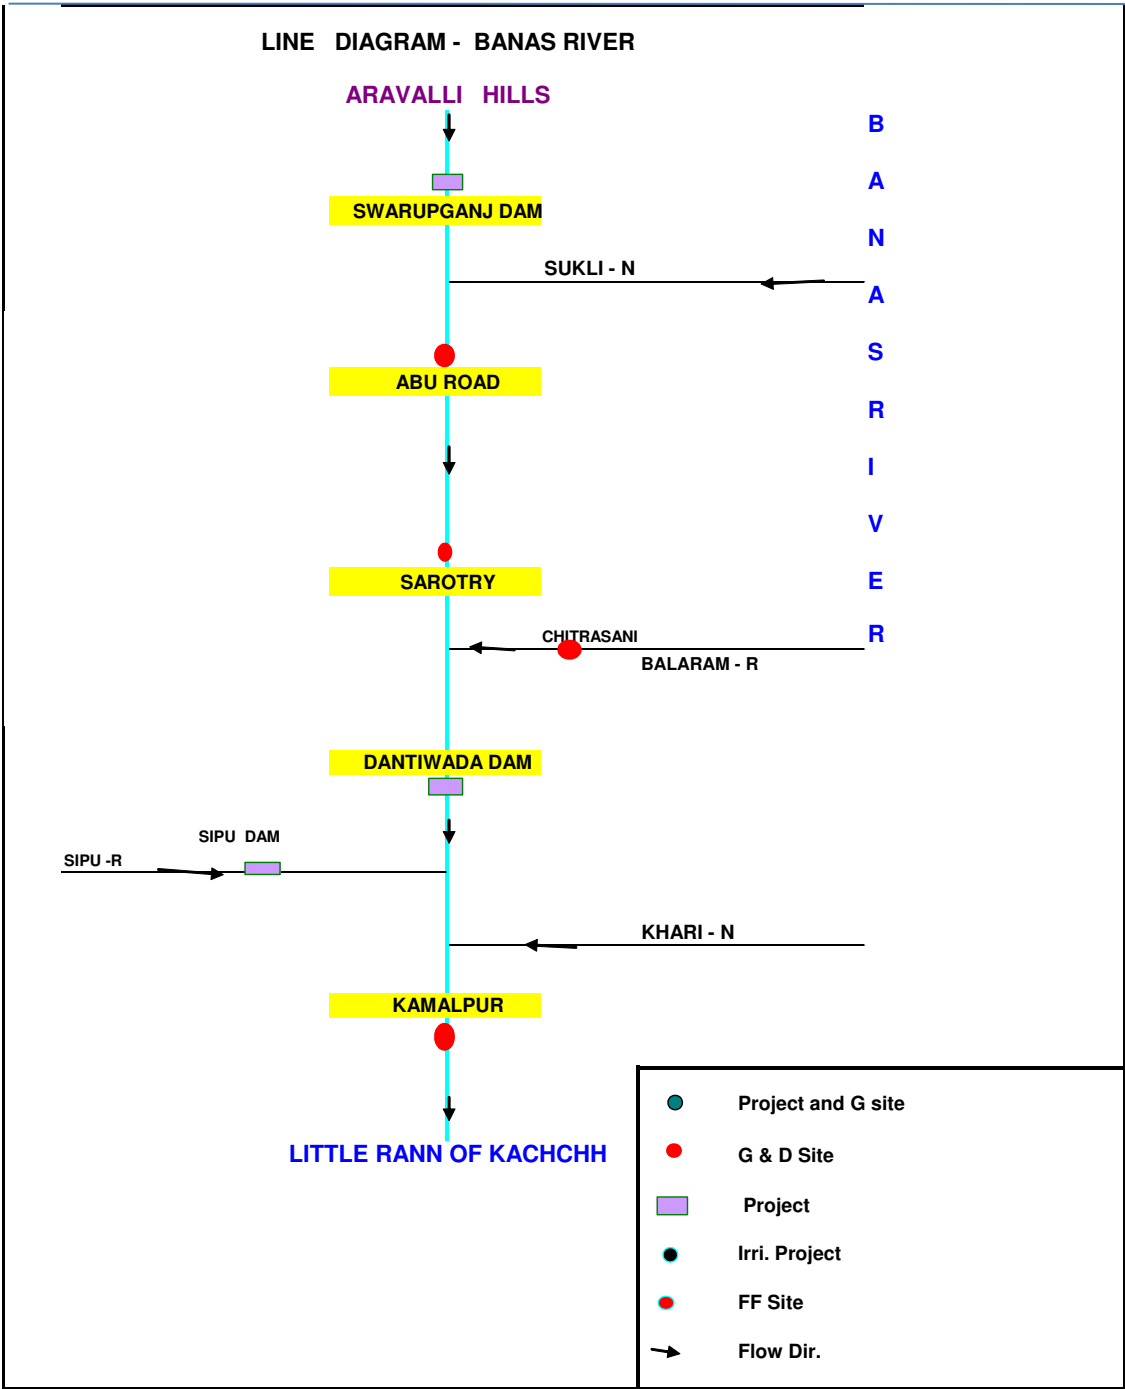 LINE DIAGRAM - BANAS RIVER
ARAVALLI HILLS
B
A
N
A
S
R
I
V
E
R
SWARUPGANJ DAM
SUKLI - N
ABU ROAD
SAROTRY
CHITRASANI
BALARAM - R
DANTIWADA DAM
SIPU DAM
SIPU -R
KHARI - N
KAMALPUR
LITTLE RANN OF KACHCHH
Project and G site
G & D Site
Project
Irri. Project
FF Site
Flow Dir.